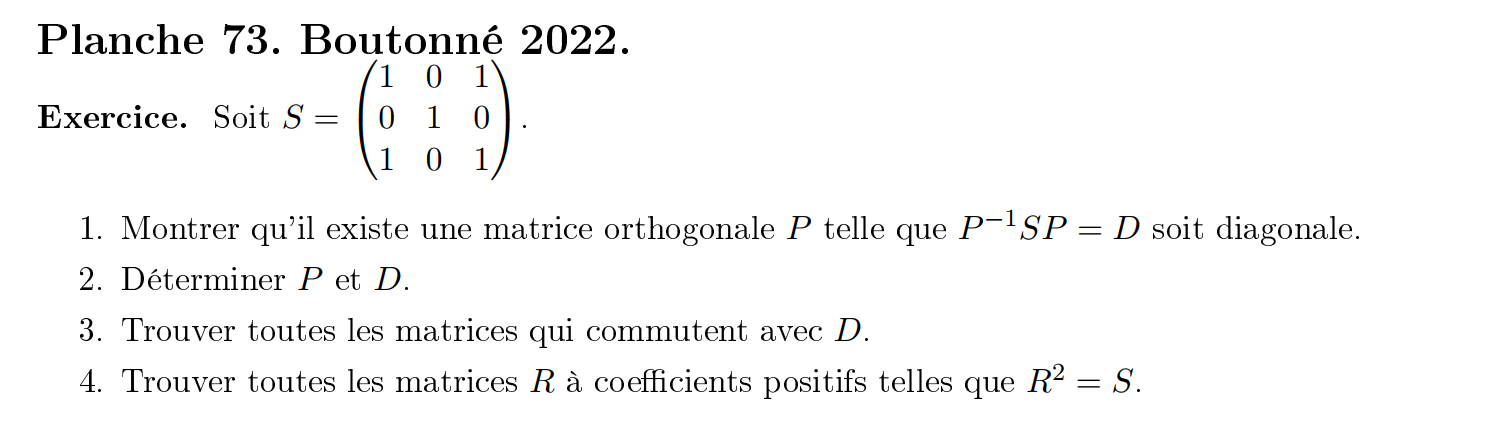 Planche 73. Boutonné 2022.
Exercice. Soit $S = \begin{pmatrix} 1 & 0 & 1 \\ 0 & 1 & 0 \\ 1 & 0 & 1 \end{pmatrix}$.
1. Montrer qu'il existe une matrice orthogonale $P$ telle que $P^{-1}SP = D$ soit diagonale.
2. Déterminer $P$ et $D$.
3. Trouver toutes les matrices qui commutent avec $D$.
4. Trouver toutes les matrices $R$ à coefficients positifs telles que $R^2 = S$.